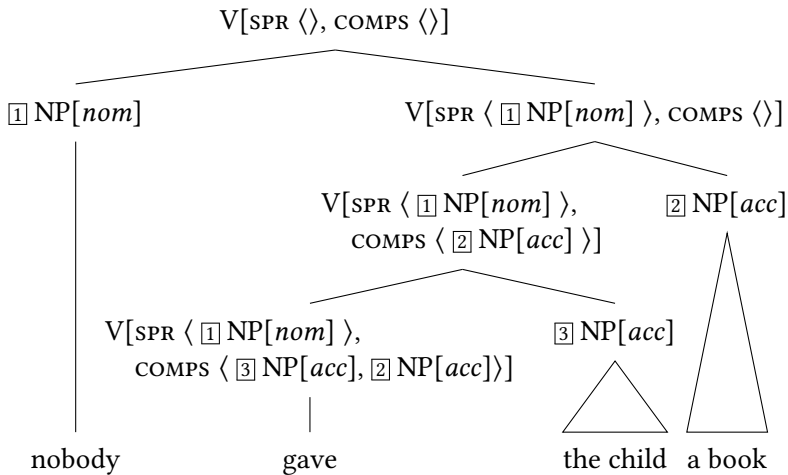 V[SPR ⟨⟩, COMPS ⟨⟩]
1 NP[nom] V[SPR ⟨ 1 NP[nom] ⟩, COMPS ⟨⟩]
V[SPR ⟨ 1 NP[nom] ⟩, 2 NP[acc]
COMPS ⟨ 2 NP[acc] ⟩]
V[SPR ⟨ 1 NP[nom] ⟩, 3 NP[acc]
COMPS ⟨ 3 NP[acc], 2 NP[acc]⟩]
nobody gave the child a book